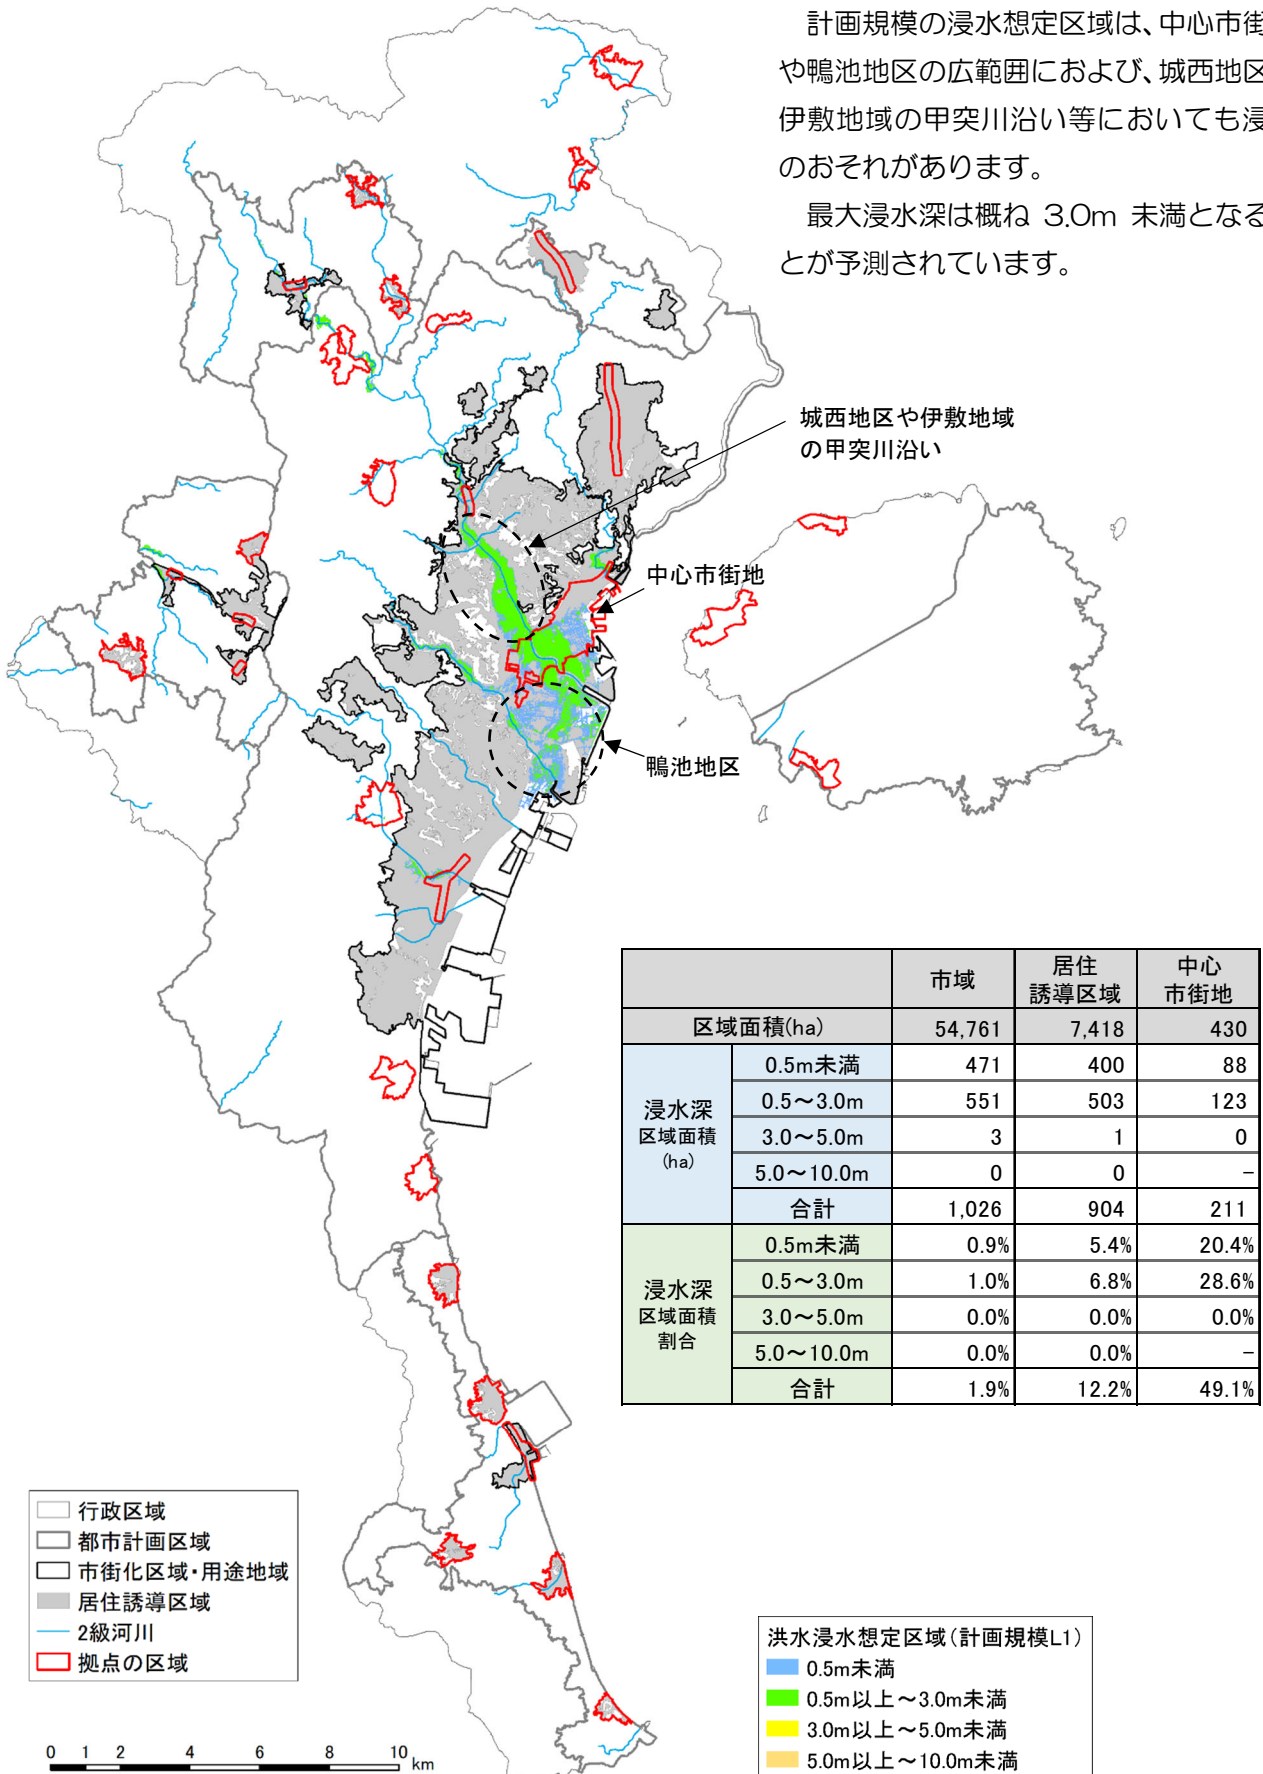 計画規模の浸水想定区域は、中心市街
や鴨池地区の広範囲におよび、城西地区
伊敷地域の甲突川沿い等においても浸
のおそれがあります。
最大浸水深は概ね 3.0m 未満となる
とが予測されています。
城西地区や伊敷地域
の甲突川沿い
中心市街地
鴨池地区
市域 居住誘導区域 中心市街地
区域面積(ha) 54,761 7,418 430
浸水深区域面積(ha)
0.5m未満 471 400 88
0.5～3.0m 551 503 123
3.0～5.0m 3 1 0
5.0～10.0m 0 0 －
合計 1,026 904 211
浸水深区域面積割合
0.5m未満 0.9% 5.4% 20.4%
0.5～3.0m 1.0% 6.8% 28.6%
3.0～5.0m 0.0% 0.0% 0.0%
5.0～10.0m 0.0% 0.0% －
合計 1.9% 12.2% 49.1%
行政区域
都市計画区域
市街化区域・用途地域
居住誘導区域
2級河川
拠点の区域
0 1 2 4 6 8 10 km
洪水浸水想定区域(計画規模L1)
0.5m未満
0.5m以上～3.0m未満
3.0m以上～5.0m未満
5.0m以上～10.0m未満